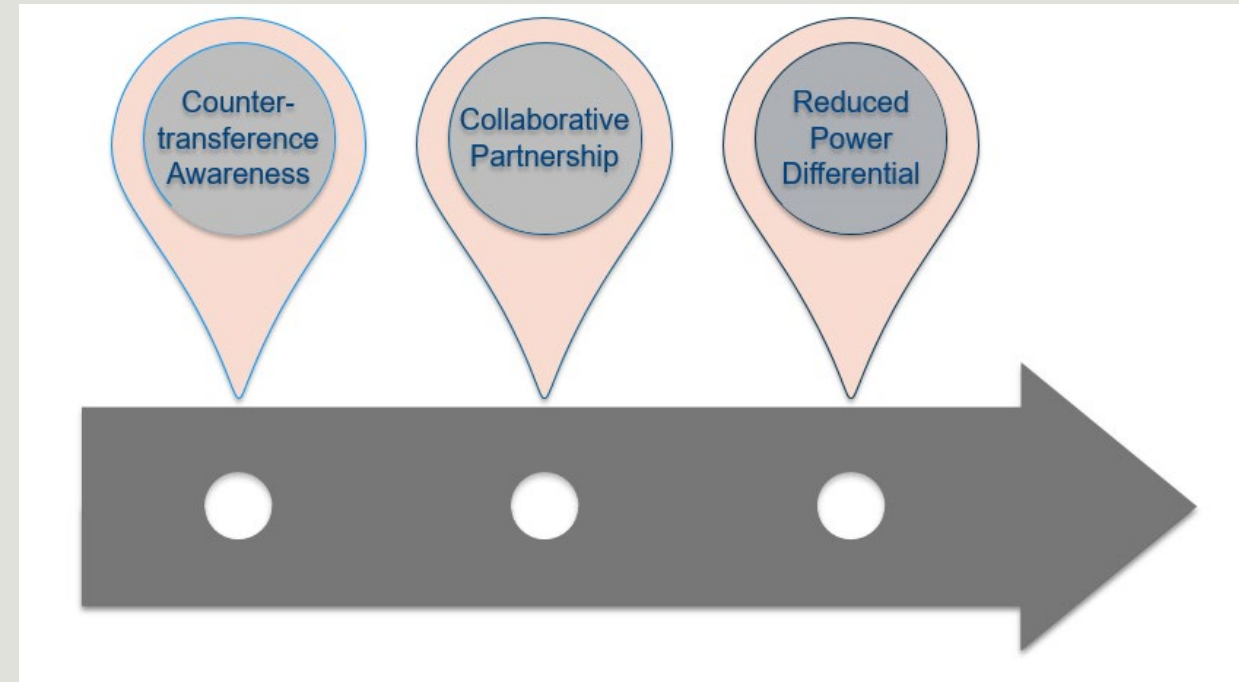 Counter-
transference
Awareness
Collaborative
Partnership
Reduced
Power
Differential